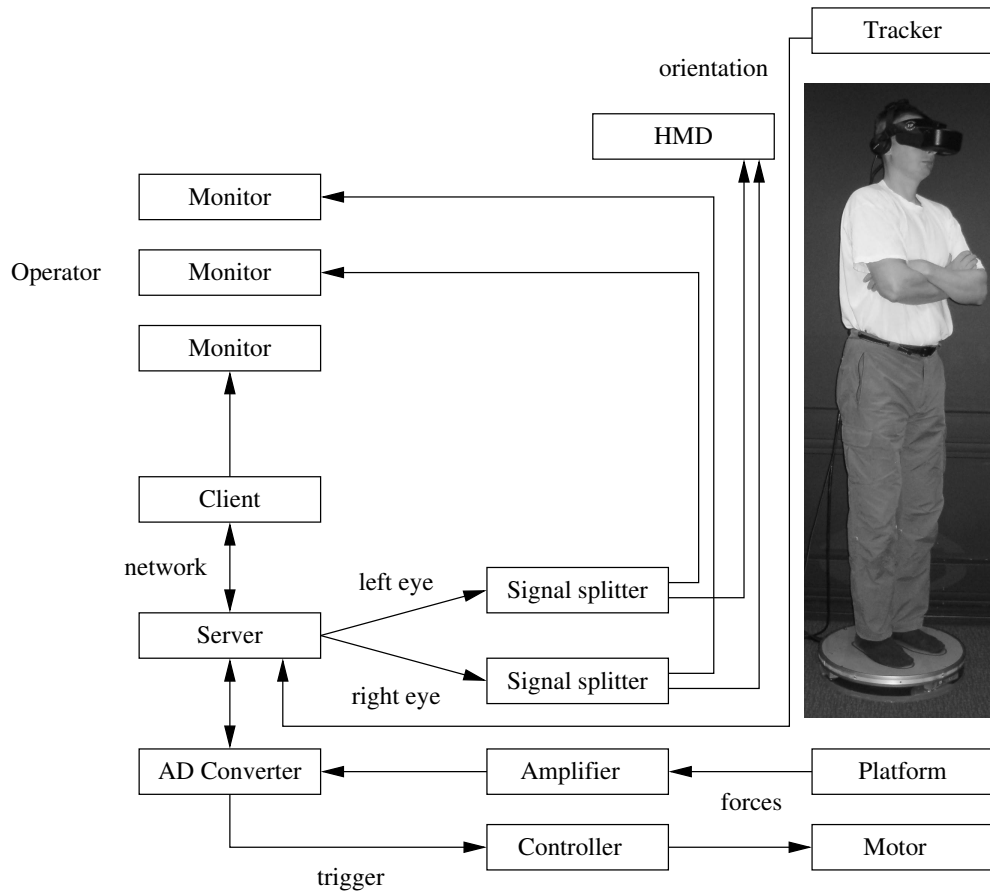 Tracker
orientation
HMD
Monitor
Operator
Monitor
Monitor
Client
network
left eye
Signal splitter
Server
right eye
Signal splitter
AD Converter
Amplifier
Platform
forces
Controller
Motor
trigger